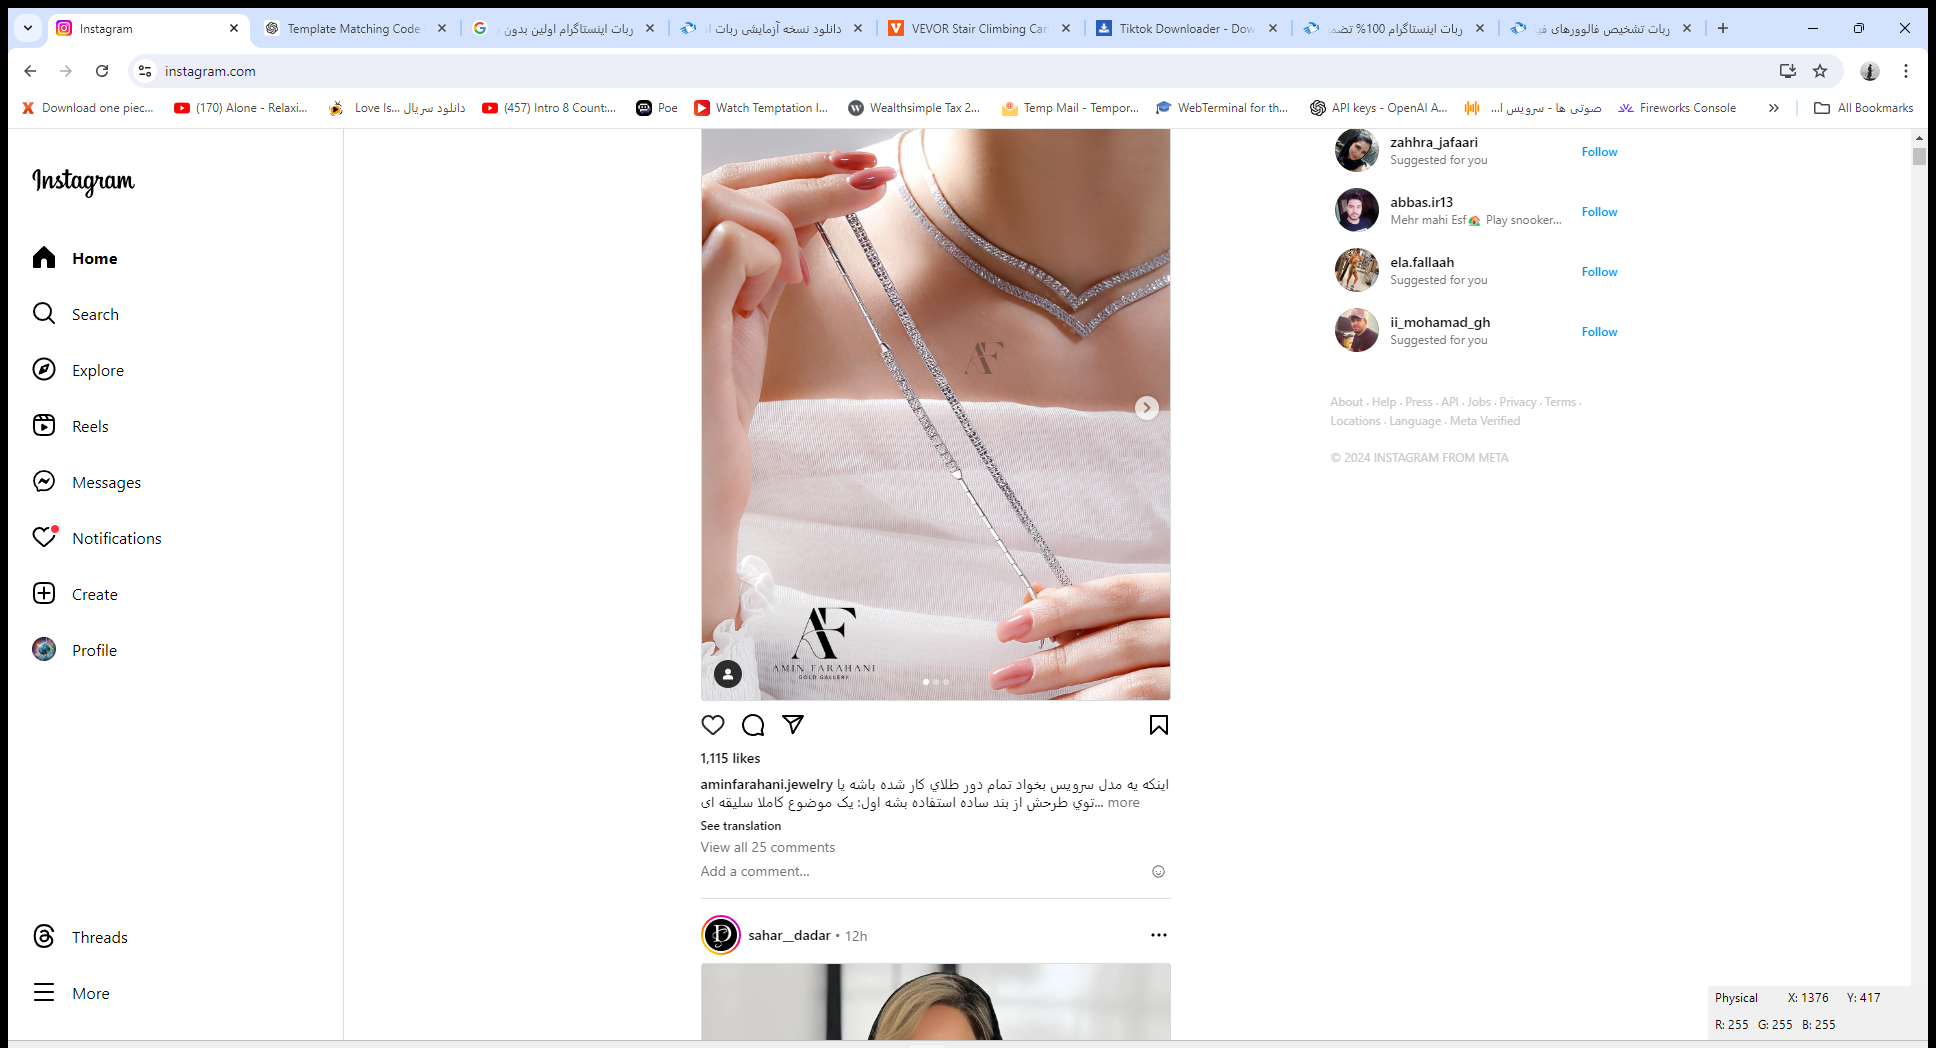 Instagram
Template Matching Code
ربات اینستاگرام اولین بدون
دانلود نسخه آزمایشی ربات
VEVOR Stair Climbing Car
Tiktok Downloader - Dow
ربات اینستاگرام 100%
ربات تشخیص فالوورهای
instagram.com
Download one piec...
(170) Alone - Relaxi...
دانلود سریال ...Love Is
(457) Intro 8 Count:...
Poe
Watch Temptation I...
Wealthsimple Tax 2...
Temp Mail - Tempor...
WebTerminal for th...
API keys - OpenAI A...
صوتی ها - سرویس ا...
Fireworks Console
All Bookmarks
Instagram
Home
Search
Explore
Reels
Messages
Notifications
Create
Profile
Threads
More
AF
AF
AMIN FARAHANI
GOLD GALLERY
1,115 likes
aminfarahani.jewelry اینکه یه مدل سرویس بخواد تمام دور طلاي کار شده باشه یا
توي طرحش از بند ساده استفاده بشه اول: یک موضوع کاملا سلیقه ای... more
See translation
View all 25 comments
Add a comment...
D
sahar__dadar • 12h
zahhra_jafaari
Suggested for you
Follow
abbas.ir13
Mehr mahi Esf🏠 Play snooker...
Follow
ela.fallaah
Suggested for you
Follow
ii_mohamad_gh
Suggested for you
Follow
About · Help · Press · API · Jobs · Privacy · Terms ·
Locations · Language · Meta Verified
© 2024 INSTAGRAM FROM META
Physical X: 1376 Y: 417
R: 255 G: 255 B: 255